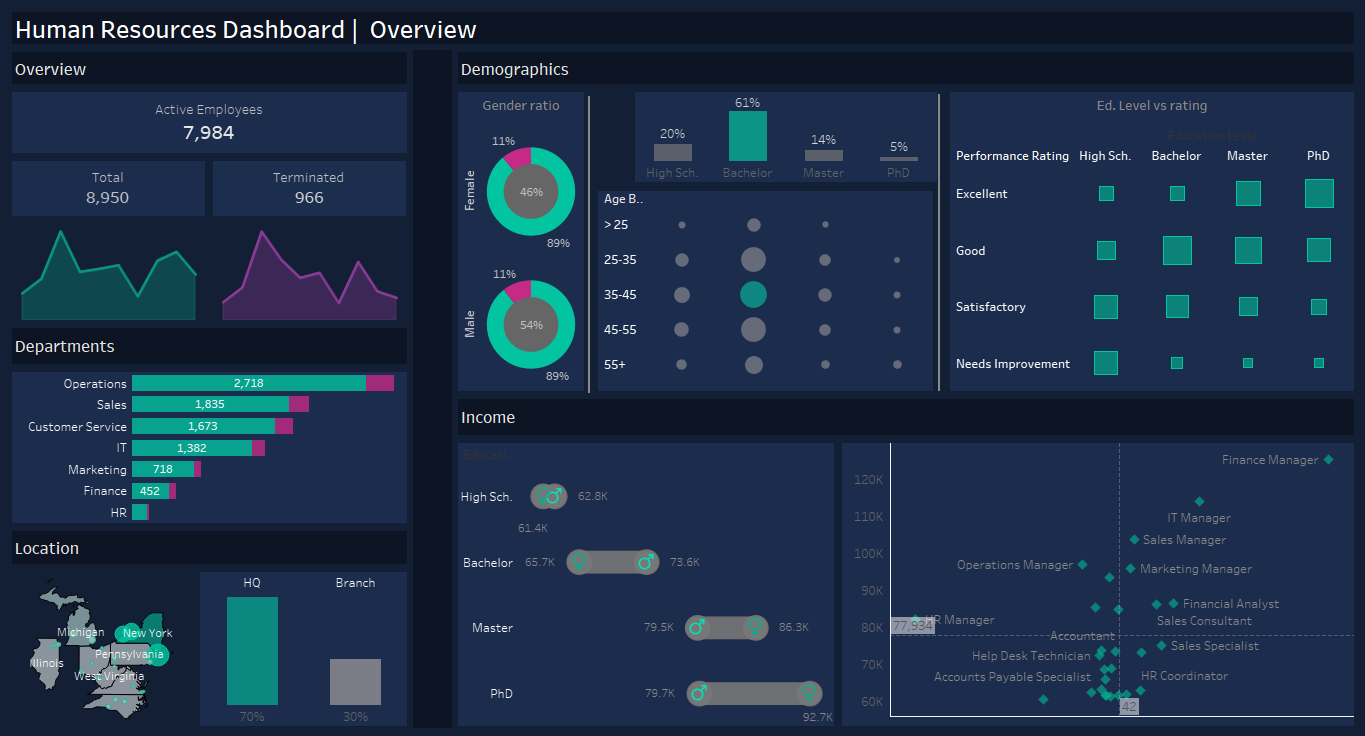 Human Resources Dashboard | Overview
Overview
Active Employees
7,984
Total
8,950
Terminated
966
Departments
Operations 2,718
Sales 1,835
Customer Service 1,673
IT 1,382
Marketing 718
Finance 452
HR
Location
Michigan
New York
Pennsylvania
Illinois
West Virginia
HQ Branch
70% 30%
Demographics
Gender ratio
Female
11%
46%
89%
Male
11%
54%
89%
20% 61% 14% 5%
High Sch. Bachelor Master PhD
Age B..
> 25
25-35
35-45
45-55
55+
Ed. Level vs rating
Education Level
Performance Rating High Sch. Bachelor Master PhD
Excellent
Good
Satisfactory
Needs Improvement
Income
Educati..
High Sch. 62.8K
61.4K
Bachelor 65.7K 73.6K
Master 79.5K 86.3K
PhD 79.7K
92.7K
120K
110K
100K
90K
80K
70K
60K
Finance Manager
IT Manager
Sales Manager
Operations Manager
Marketing Manager
Financial Analyst
HR Manager
Sales Consultant
77,934
Accountant
Sales Specialist
Help Desk Technician
Accounts Payable Specialist
HR Coordinator
42